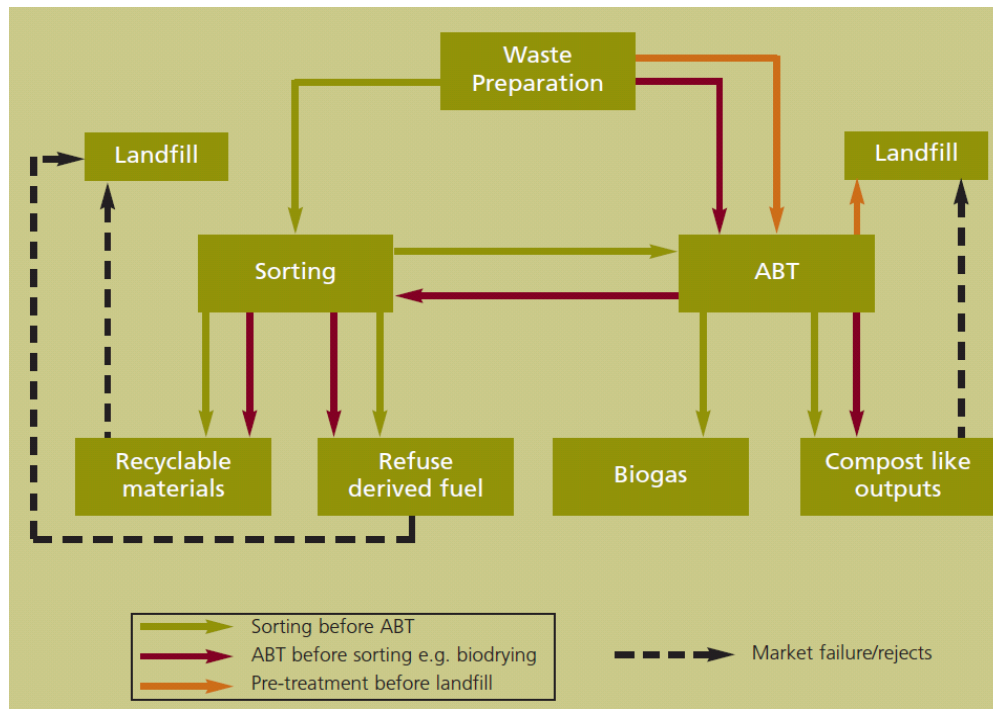 Waste
Preparation
Landfill
Landfill
Sorting
ABT
Recyclable
materials
Refuse
derived fuel
Biogas
Compost like
outputs
Sorting before ABT
ABT before sorting e.g. biodrying
Pre-treatment before landfill
Market failure/rejects